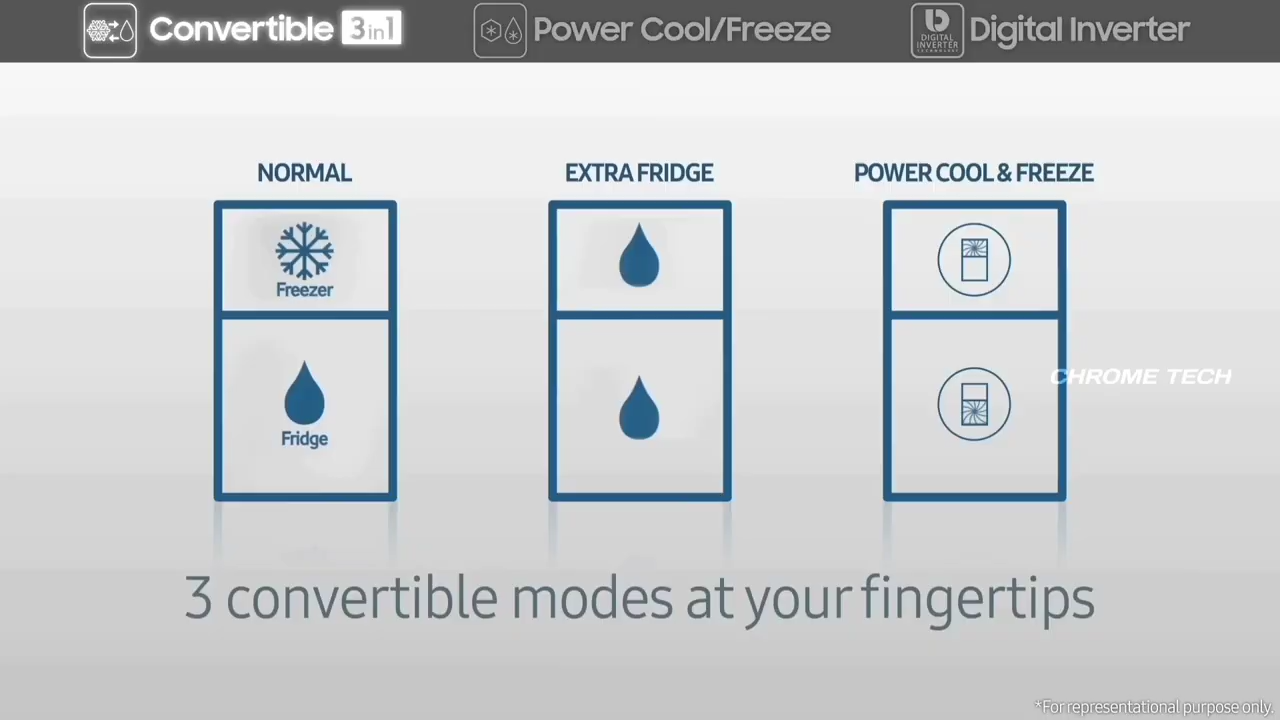 Convertible 3in1
Power Cool/Freeze
DIGITAL
INVERTER
TECHNOLOGY
Digital Inverter
NORMAL
EXTRA FRIDGE
POWER COOL & FREEZE
Freezer
Fridge
CHROME TECH
3 convertible modes at your fingertips
*For representational purpose only.